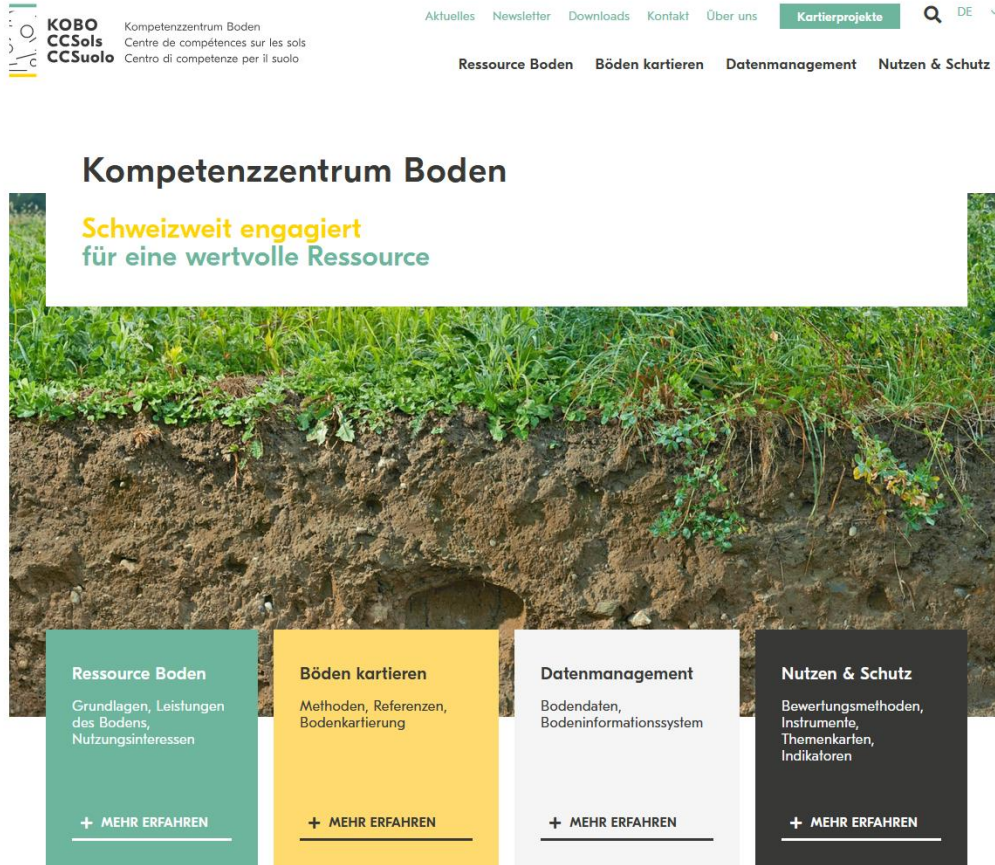 KOBO
CCSols
CCSuolo
Kompetenzzentrum Boden
Centre de compétences sur les sols
Centro di competenze per il suolo
Aktuelles Newsletter Downloads Kontakt Über uns Kartierprojekte DE
Ressource Boden Böden kartieren Datenmanagement Nutzen & Schutz
Kompetenzzentrum Boden
Schweizweit engagiert
für eine wertvolle Ressource
Ressource Boden
Grundlagen, Leistungen
des Bodens,
Nutzungsinteressen
+ MEHR ERFAHREN
Böden kartieren
Methoden, Referenzen,
Bodenkartierung
+ MEHR ERFAHREN
Datenmanagement
Bodendaten,
Bodeninformationssystem
+ MEHR ERFAHREN
Nutzen & Schutz
Bewertungsmethoden,
Instrumente,
Themenkarten,
Indikatoren
+ MEHR ERFAHREN